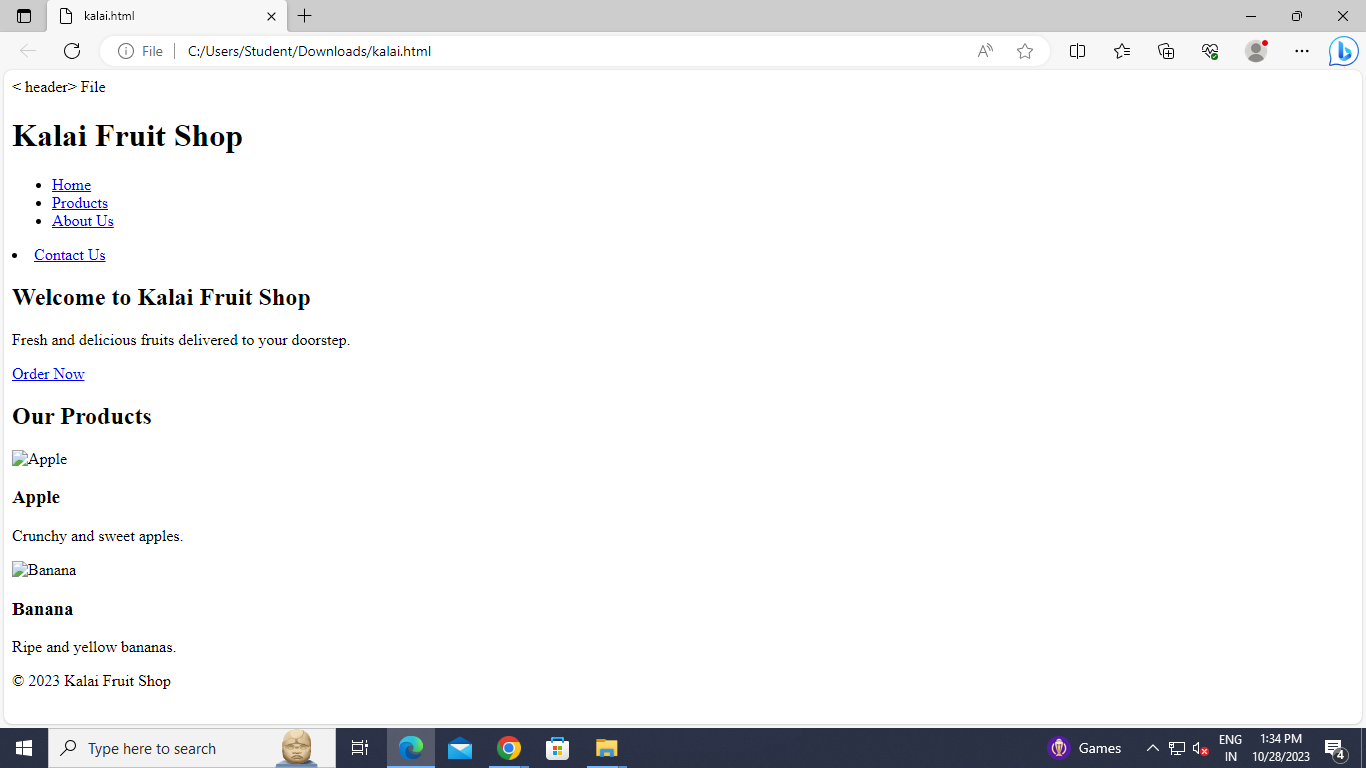 kalai.html
File
C:/Users/Student/Downloads/kalai.html
< header> File
Kalai Fruit Shop
Home
Products
About Us
Contact Us
Welcome to Kalai Fruit Shop
Fresh and delicious fruits delivered to your doorstep.
Order Now
Our Products
Apple
Apple
Crunchy and sweet apples.
Banana
Banana
Ripe and yellow bananas.
© 2023 Kalai Fruit Shop
Type here to search
Games
ENG
IN
1:34 PM
10/28/2023
4